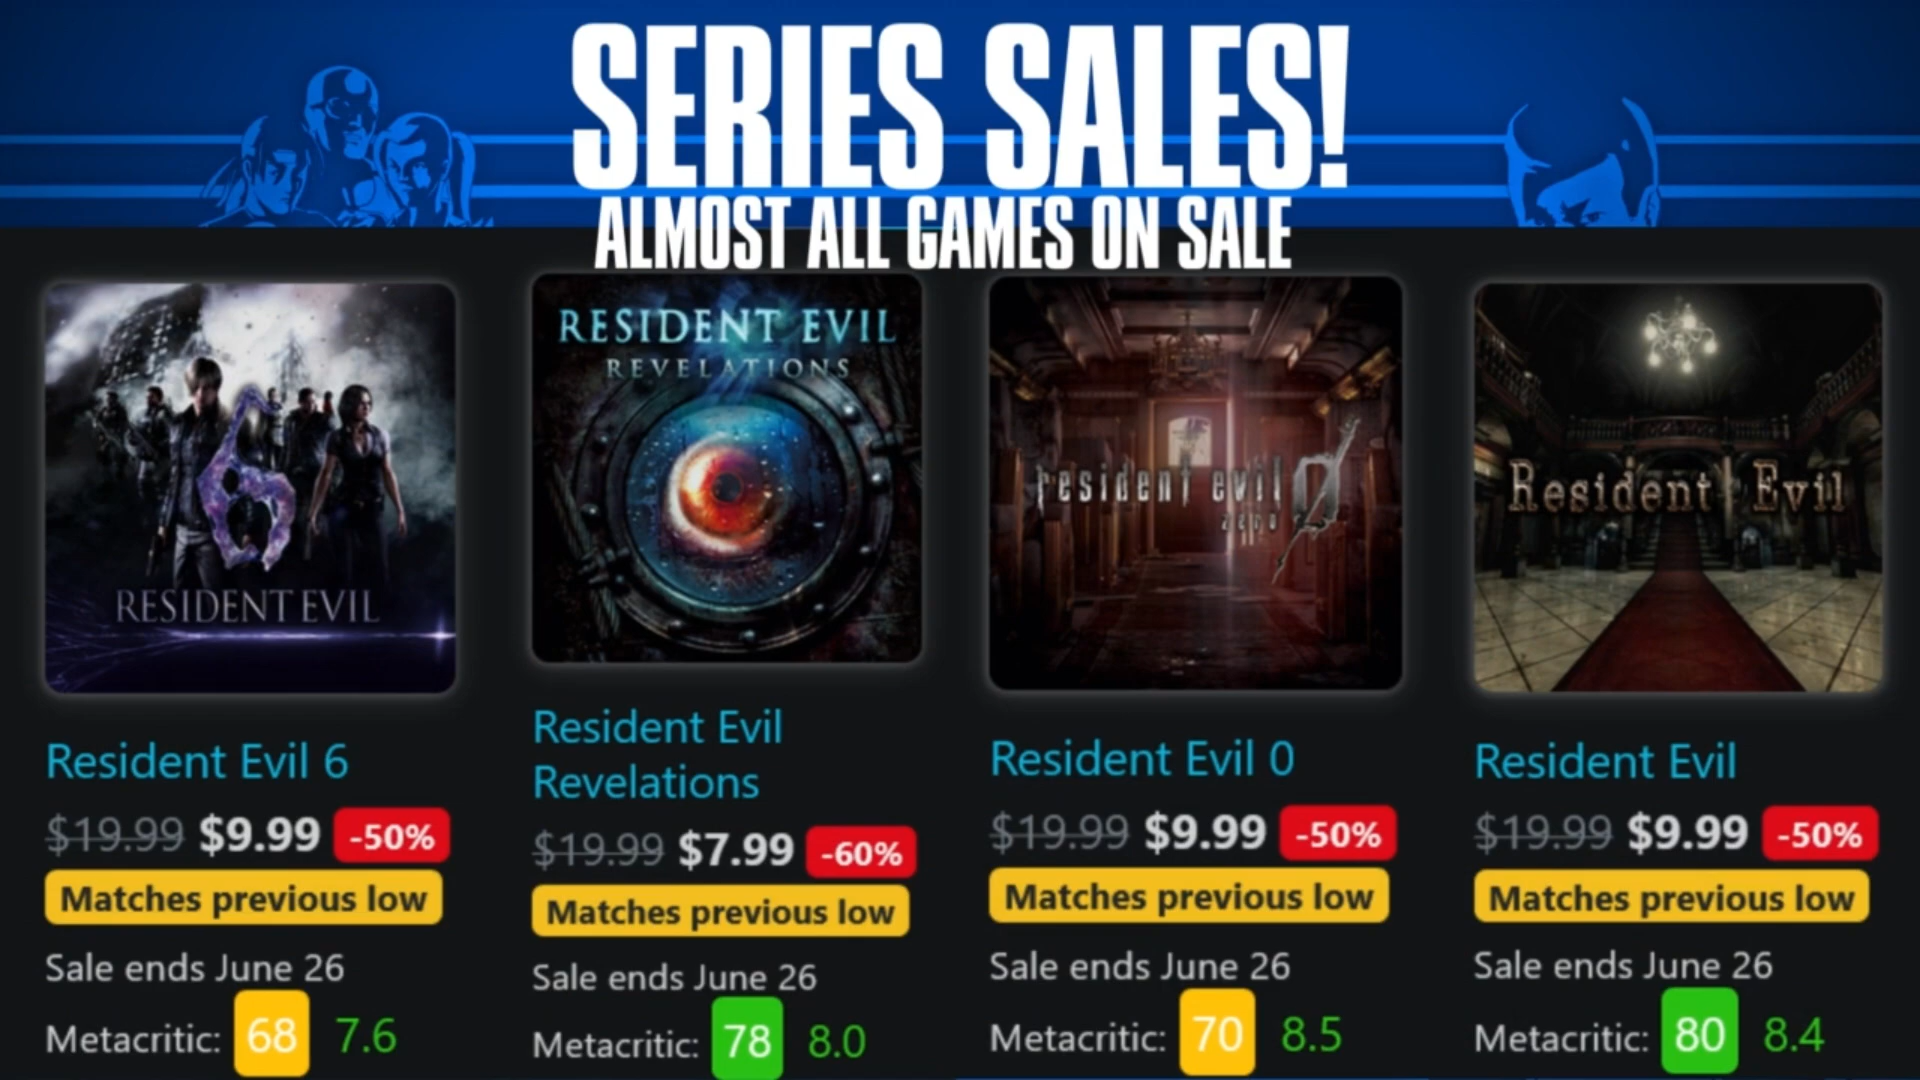 SERIES SALES!
ALMOST ALL GAMES ON SALE
6
RESIDENT EVIL
Resident Evil 6
$19.99 $9.99 -50%
Matches previous low
Sale ends June 26
Metacritic: 68 7.6
RESIDENT EVIL
REVELATIONS
Resident Evil
Revelations
$19.99 $7.99 -60%
Matches previous low
Sale ends June 26
Metacritic: 78 8.0
resident evil 0
zero
Resident Evil 0
$19.99 $9.99 -50%
Matches previous low
Sale ends June 26
Metacritic: 70 8.5
Resident Evil
Resident Evil
$19.99 $9.99 -50%
Matches previous low
Sale ends June 26
Metacritic: 80 8.4